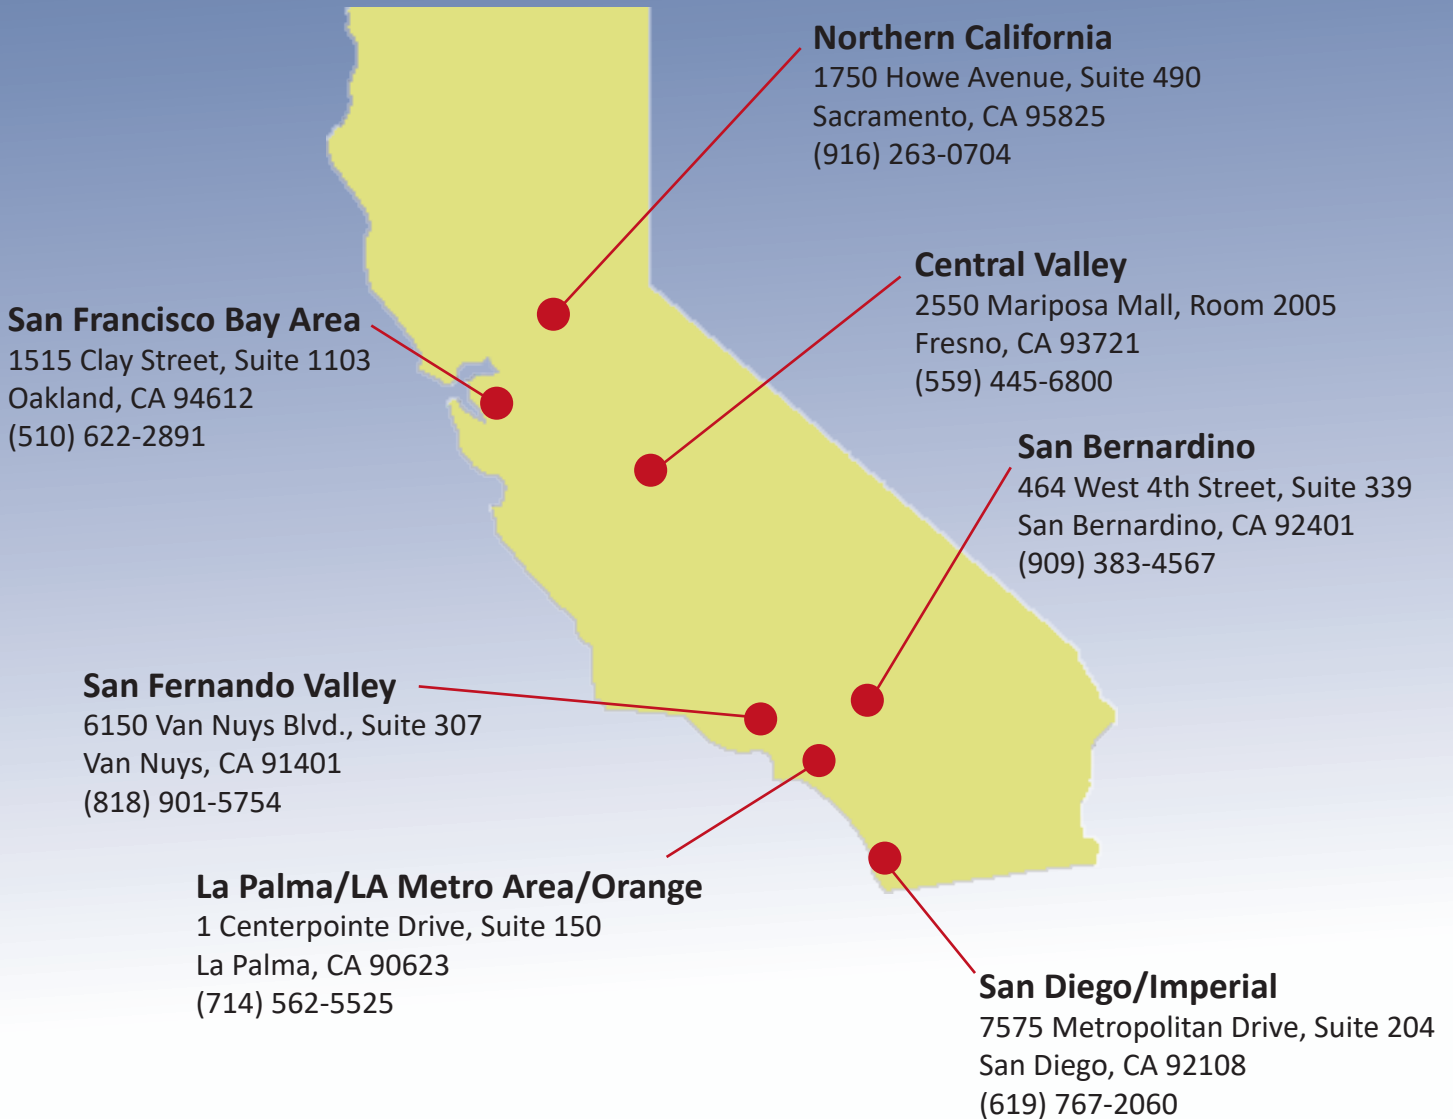 Northern California
1750 Howe Avenue, Suite 490
Sacramento, CA 95825
(916) 263-0704
Central Valley
2550 Mariposa Mall, Room 2005
Fresno, CA 93721
(559) 445-6800
San Francisco Bay Area
1515 Clay Street, Suite 1103
Oakland, CA 94612
(510) 622-2891
San Bernardino
464 West 4th Street, Suite 339
San Bernardino, CA 92401
(909) 383-4567
San Fernando Valley
6150 Van Nuys Blvd., Suite 307
Van Nuys, CA 91401
(818) 901-5754
La Palma/LA Metro Area/Orange
1 Centerpointe Drive, Suite 150
La Palma, CA 90623
(714) 562-5525
San Diego/Imperial
7575 Metropolitan Drive, Suite 204
San Diego, CA 92108
(619) 767-2060